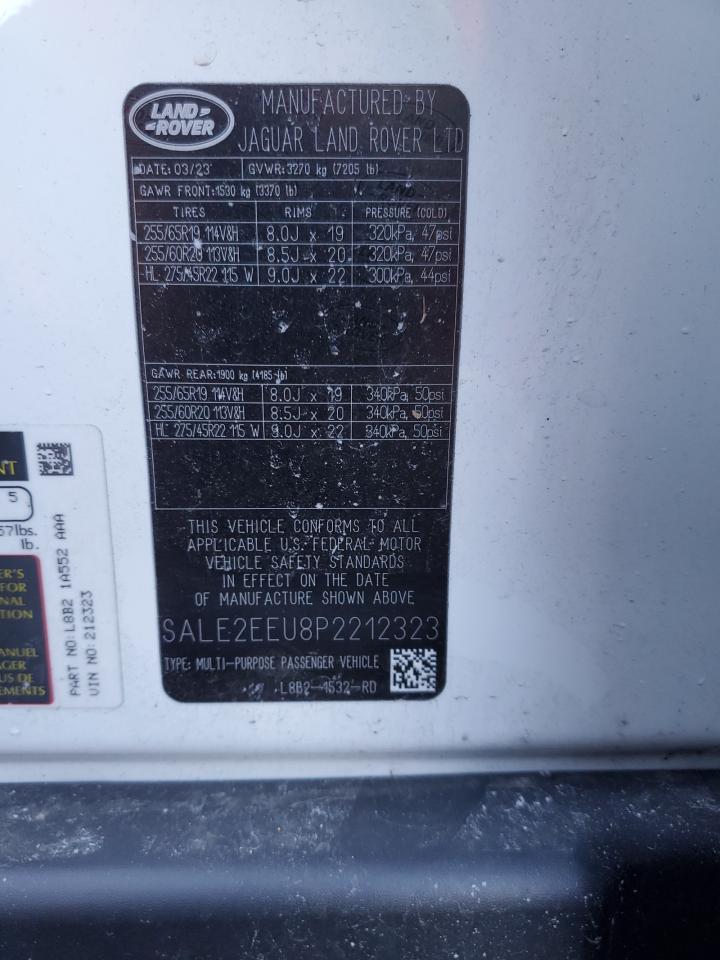 LAND
ROVER
MANUFACTURED BY
JAGUAR LAND ROVER LTD
DATE: 03/23 GVWR: 3270 kg (7205 lb)
GAWR FRONT: 1530 kg (3370 lb)
TIRES RIMS PRESSURE (COLD)
255/65R19 114V&H 8.0J x 19 320kPa, 47psi
255/60R20 113V&H 8.5J x 20 320kPa, 47psi
HL 275/45R22 115 W 9.0J x 22 300kPa, 44psi
GAWR REAR: 1900 kg (4185 lb)
255/65R19 114V&H 8.0J x 19 340kPa, 50psi
255/60R20 113V&H 8.5J x 20 340kPa, 50psi
HL 275/45R22 115 W 9.0J x 22 340kPa, 50psi
THIS VEHICLE CONFORMS TO ALL
APPLICABLE U.S. FEDERAL MOTOR
VEHICLE SAFETY STANDARDS
IN EFFECT ON THE DATE
OF MANUFACTURE SHOWN ABOVE
SALE2EEU8P2212323
TYPE: MULTI-PURPOSE PASSENGER VEHICLE
L8B2-1532-RD
NT
5
57lbs.
lb.
ER'S
FOR
NAL
TION
ANUEL
AGER
US DE
EMENTS
PART NO:L8B2 1A552 AAA
VIN NO:212323